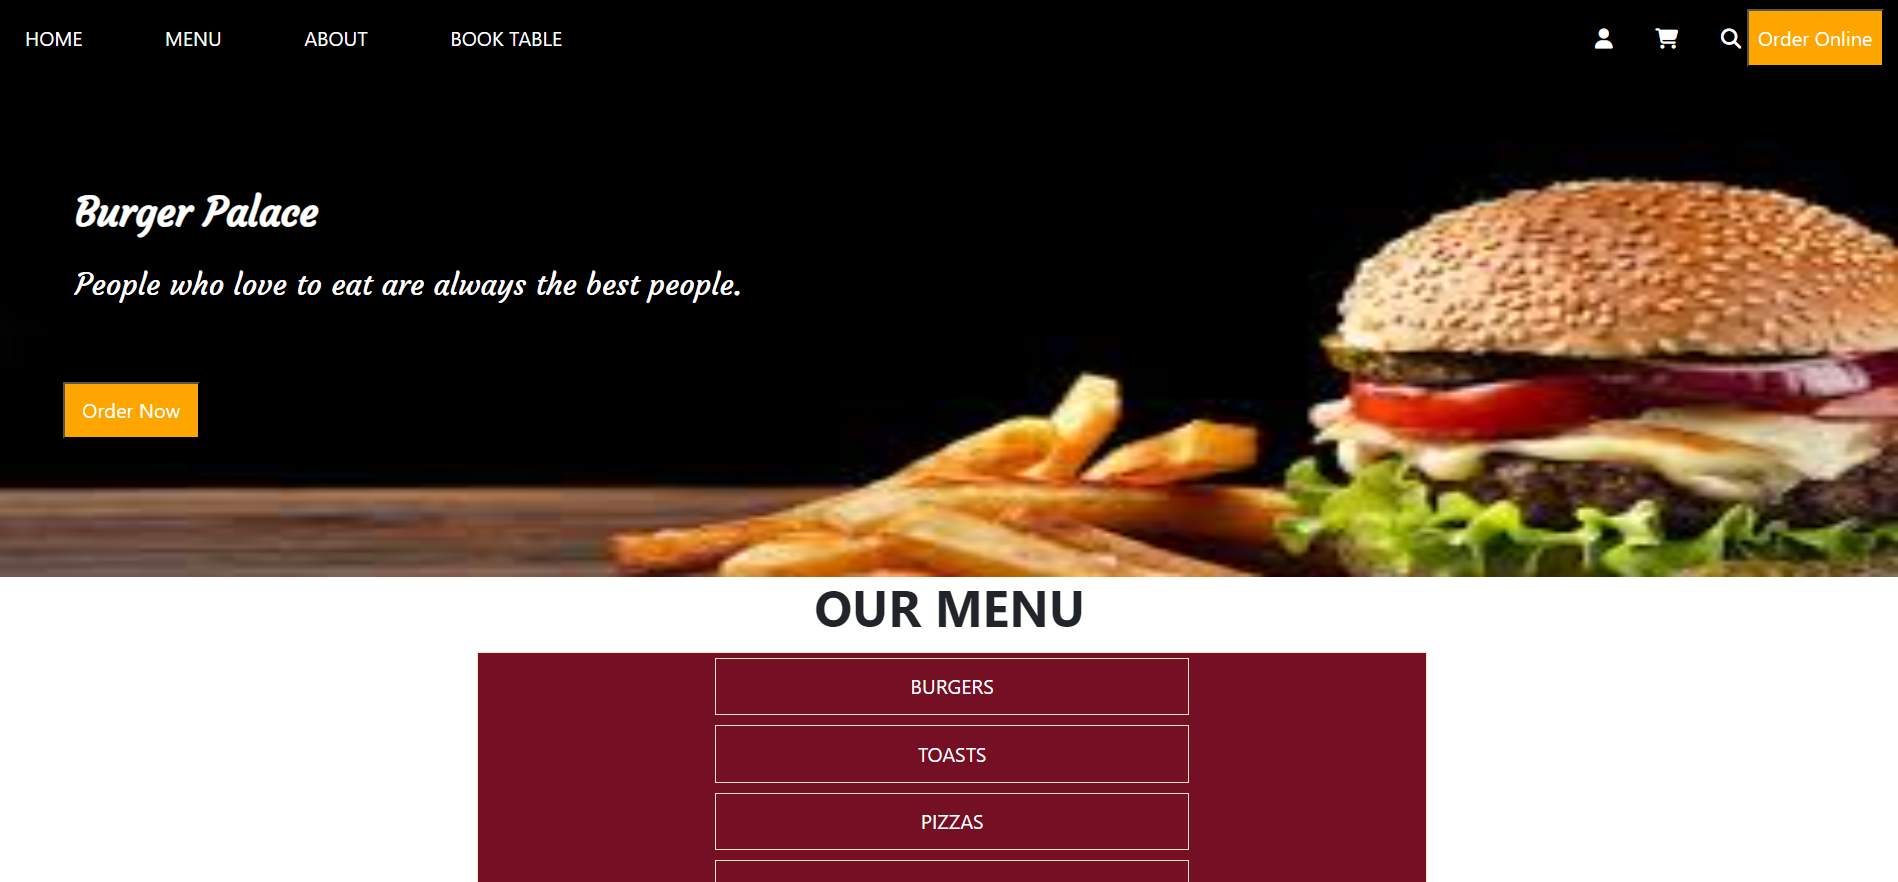 HOME MENU ABOUT BOOK TABLE Order Online
Burger Palace
People who love to eat are always the best people.
Order Now
OUR MENU
BURGERS
TOASTS
PIZZAS